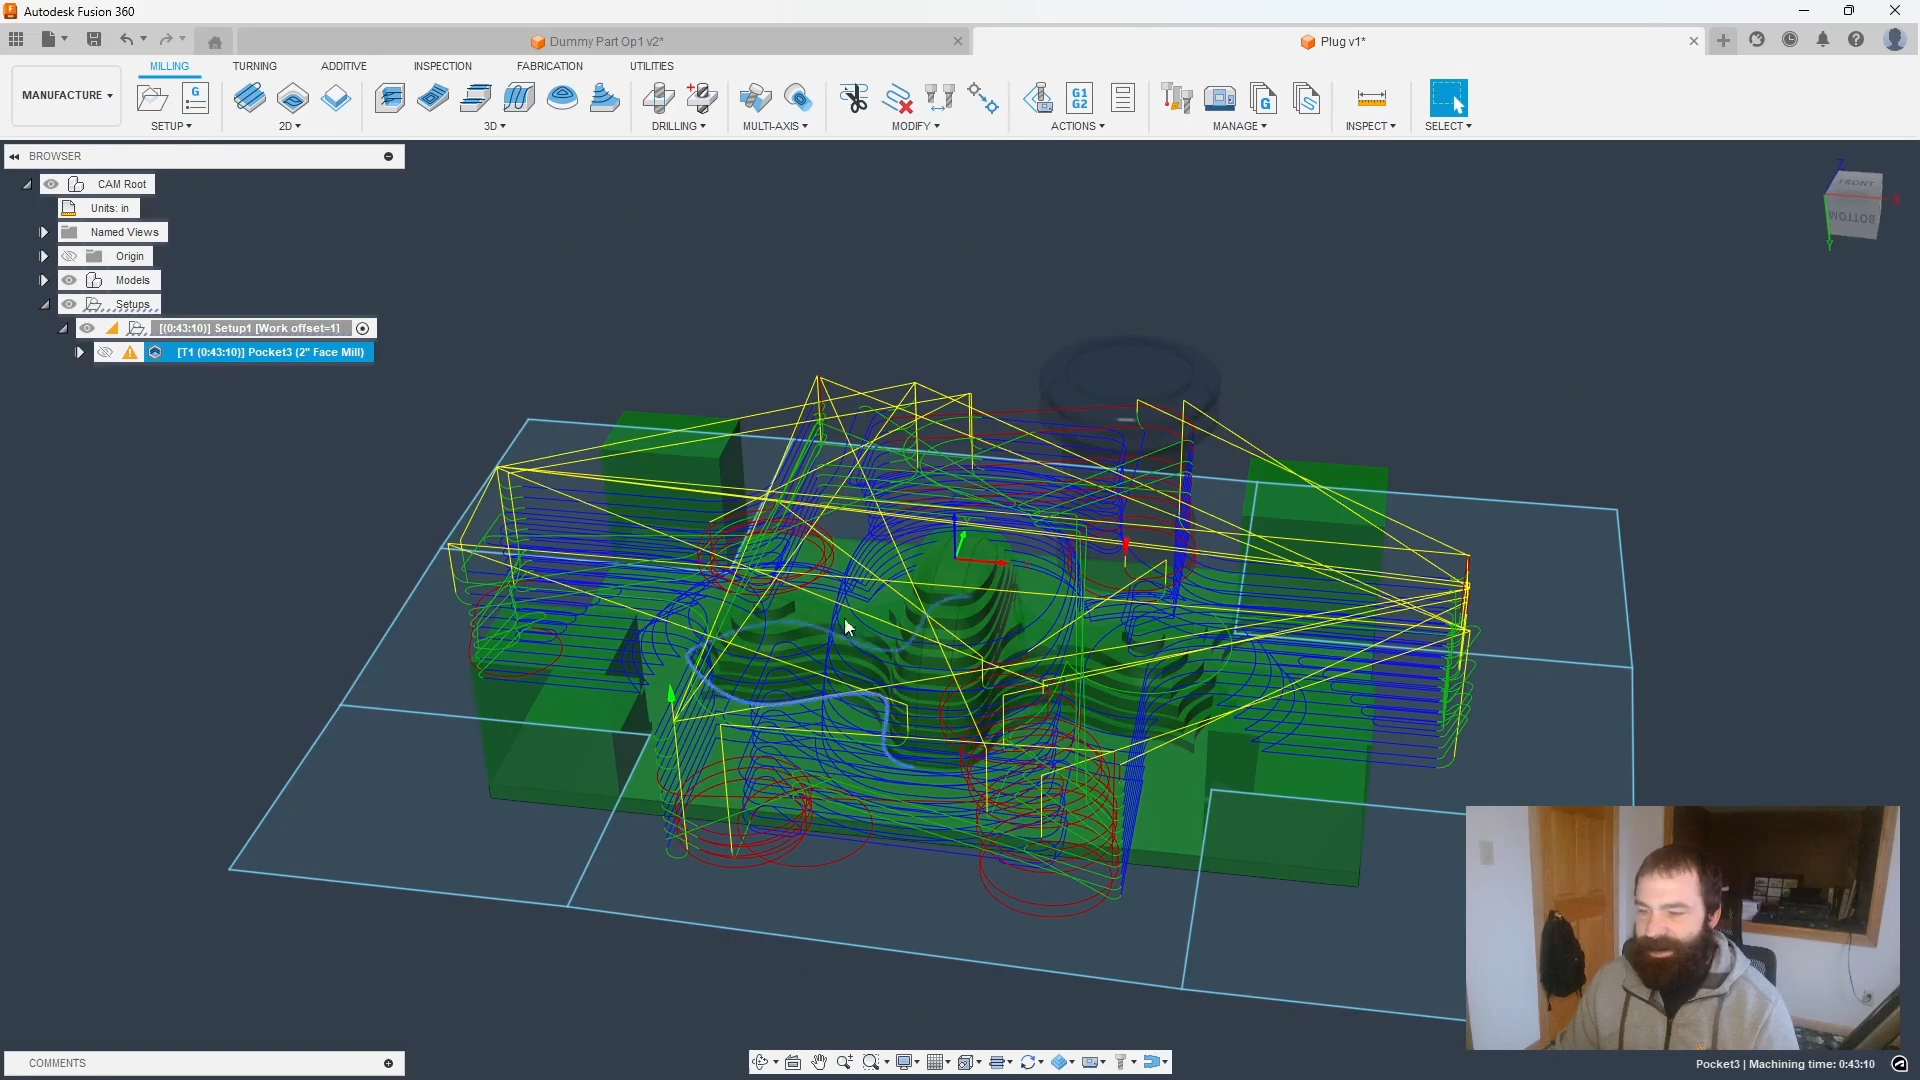 Autodesk Fusion 360
Dummy Part Op1 v2*
Plug v1*
MILLING
TURNING
ADDITIVE
INSPECTION
FABRICATION
UTILITIES
MANUFACTURE
G
G1
G2
G
SETUP
2D
3D
DRILLING
MULTI-AXIS
MODIFY
ACTIONS
MANAGE
INSPECT
SELECT
BROWSER
CAM Root
Units: in
Named Views
Origin
Models
Setups
[(0:43:10)] Setup1 [Work offset=1]
[T1 (0:43:10)] Pocket3 (2" Face Mill)
Z
FRONT
X
BOTTOM
Y
COMMENTS
Pocket3 | Machining time: 0:43:10